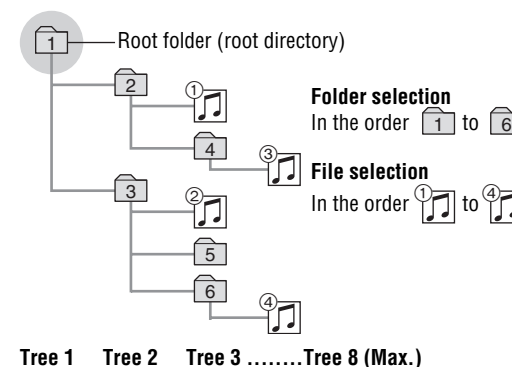 1 Root folder (root directory)
2 ①
4 ③
3 ②
5
6 ④
Folder selection
In the order 1 to 6
File selection
In the order ① to ④
Tree 1 Tree 2 Tree 3 ........Tree 8 (Max.)